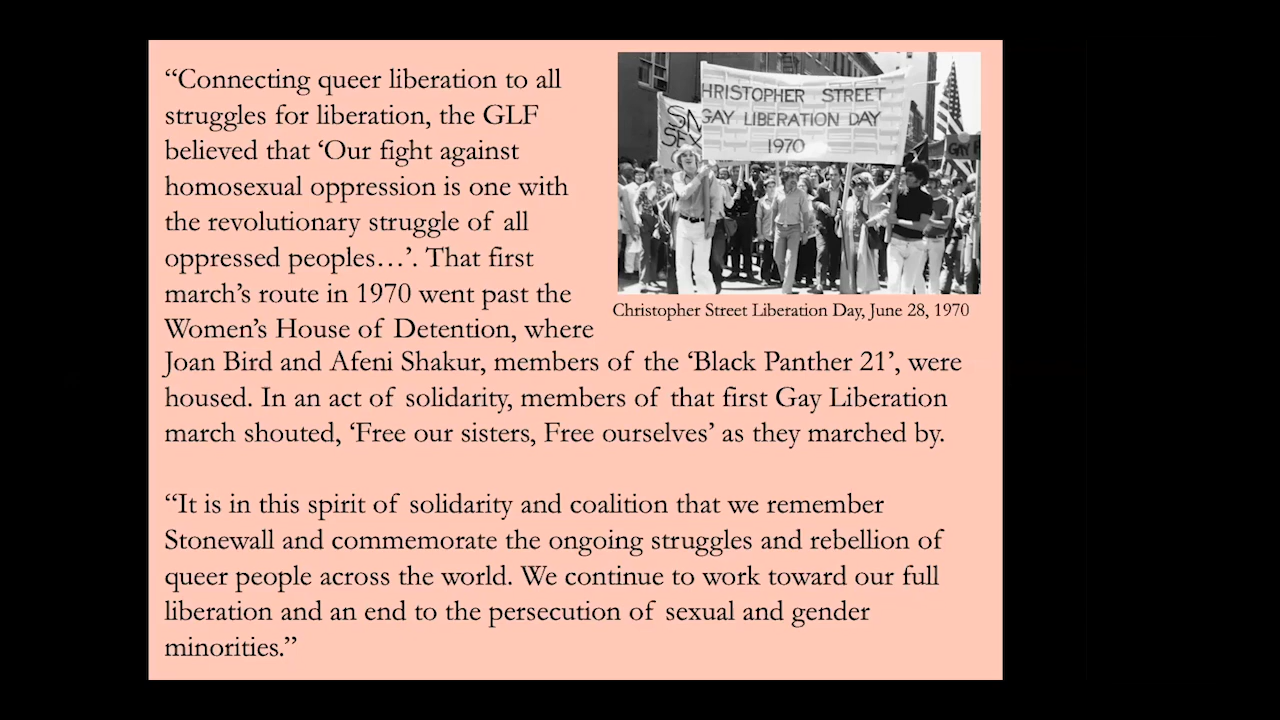 “Connecting queer liberation to all
struggles for liberation, the GLF
believed that ‘Our fight against
homosexual oppression is one with
the revolutionary struggle of all
oppressed peoples…’. That first
march’s route in 1970 went past the
Women’s House of Detention, where
Joan Bird and Afeni Shakur, members of the ‘Black Panther 21’, were
housed. In an act of solidarity, members of that first Gay Liberation
march shouted, ‘Free our sisters, Free ourselves’ as they marched by.
“It is in this spirit of solidarity and coalition that we remember
Stonewall and commemorate the ongoing struggles and rebellion of
queer people across the world. We continue to work toward our full
liberation and an end to the persecution of sexual and gender
minorities.”
HRISTOPHER STREET
GAY LIBERATION DAY
1970
GAY
Christopher Street Liberation Day, June 28, 1970